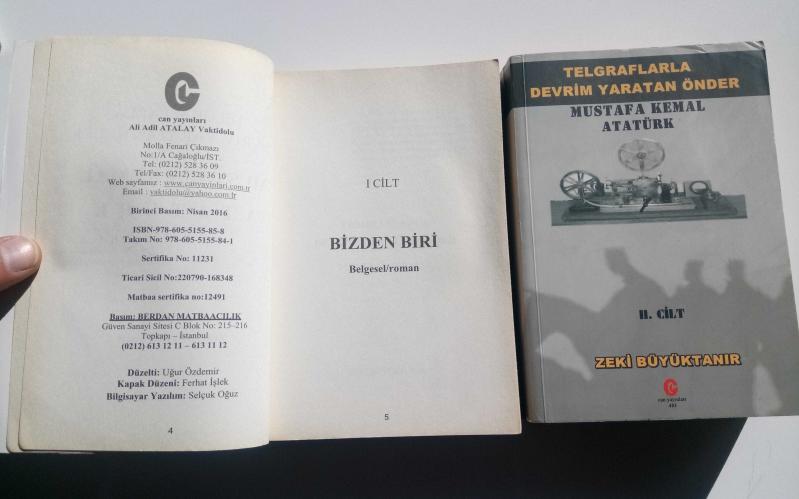 can yayınları
Ali Adil ATALAY Vaktidolu
Molla Fenari Çıkmazı
No:1/A Cağaloğlu/İST.
Tel: (0212) 528 36 09
Tel/Fax: (0212) 528 36 10
Web sayfamız : www.canyayinlari.com.tr
Email : vaktidolu@yahoo.com.tr
Birinci Basım: Nisan 2016
ISBN-978-605-5155-85-8
Takım No: 978-605-5155-84-1
Sertifika No: 11231
Ticari Sicil No:220790-168348
Matbaa sertifika no:12491
Basım: BERDAN MATBAACILIK
Güven Sanayi Sitesi C Blok No: 215-216
Topkapı – İstanbul
(0212) 613 12 11 – 613 11 12
Düzelti: Uğur Özdemir
Kapak Düzeni: Ferhat İşlek
Bilgisayar Yazılım: Selçuk Oğuz
4
I CİLT
BİZDEN BİRİ
Belgesel/roman
5
TELGRAFLARLA
DEVRİM YARATAN ÖNDER
MUSTAFA KEMAL
ATATÜRK
II. CİLT
ZEKİ BÜYÜKTANIR
can yayınları